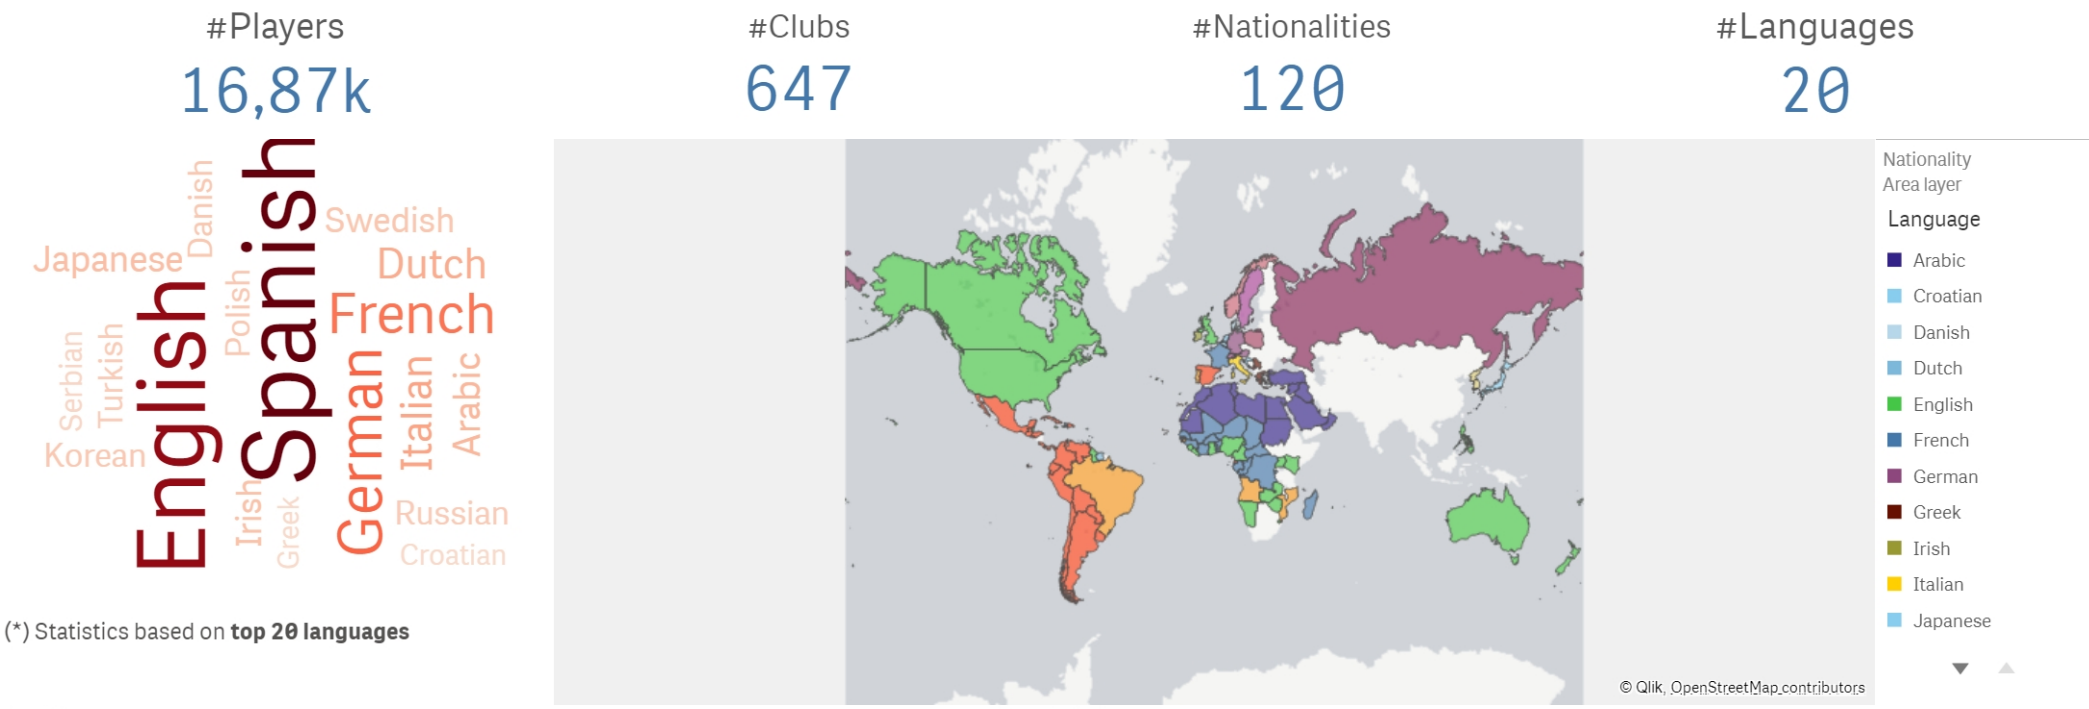 #Players
16,87k
#Clubs
647
#Nationalities
120
#Languages
20
Danish
Spanish
Swedish
Japanese
Dutch
Polish
English
French
Serbian
Turkish
German
Italian
Arabic
Korean
Irish
Greek
Russian
Croatian
(*) Statistics based on top 20 languages
© Qlik, OpenStreetMap contributors
Nationality
Area layer
Language
Arabic
Croatian
Danish
Dutch
English
French
German
Greek
Irish
Italian
Japanese